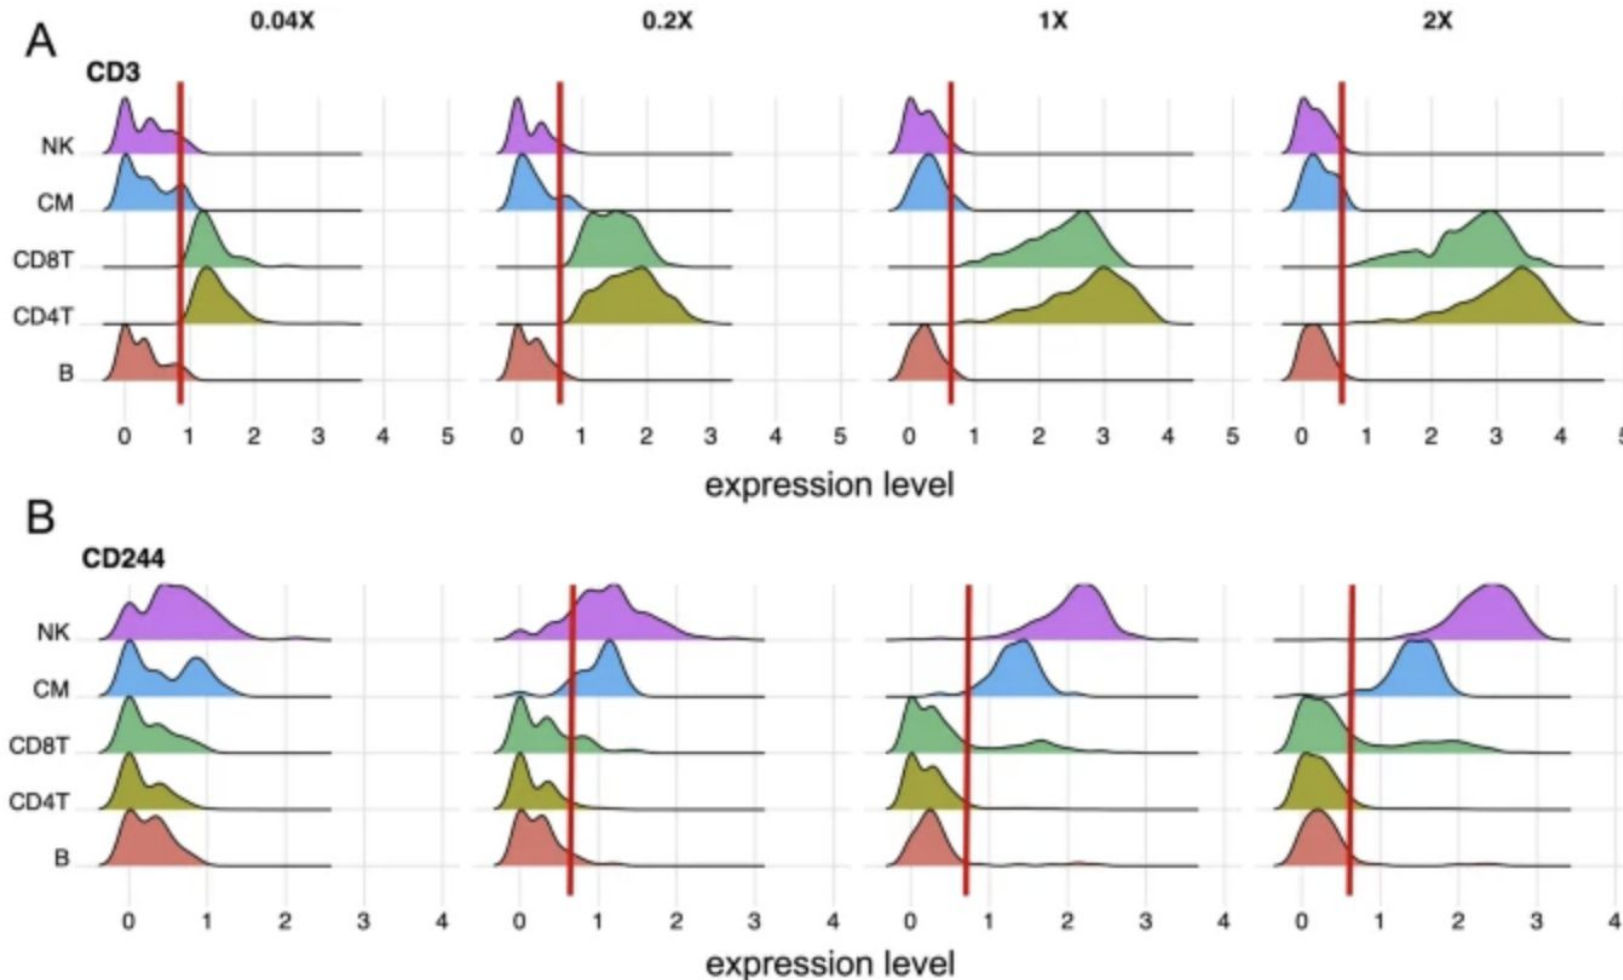 0.04X 0.2X 1X 2X
A
CD3
NK
CM
CD8T
CD4T
B
0 1 2 3 4 5 0 1 2 3 4 5 0 1 2 3 4 5 0 1 2 3 4
expression level
B
CD244
NK
CM
CD8T
CD4T
B
0 1 2 3 4 0 1 2 3 4 0 1 2 3 4 0 1 2 3 4
expression level